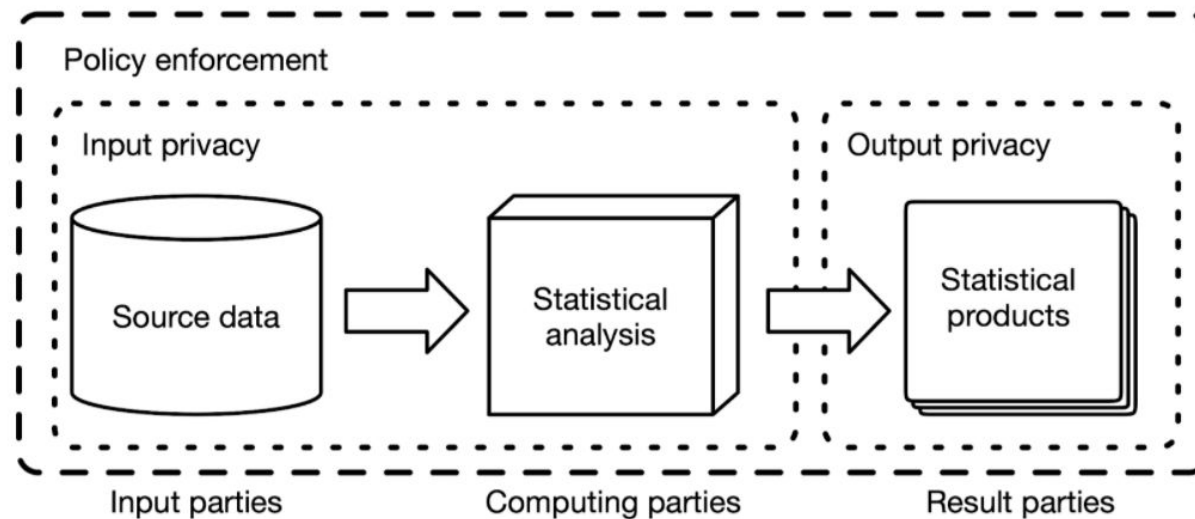 Policy enforcement
Input privacy
Output privacy
Source data
Statistical
analysis
Statistical
products
Input parties
Computing parties
Result parties